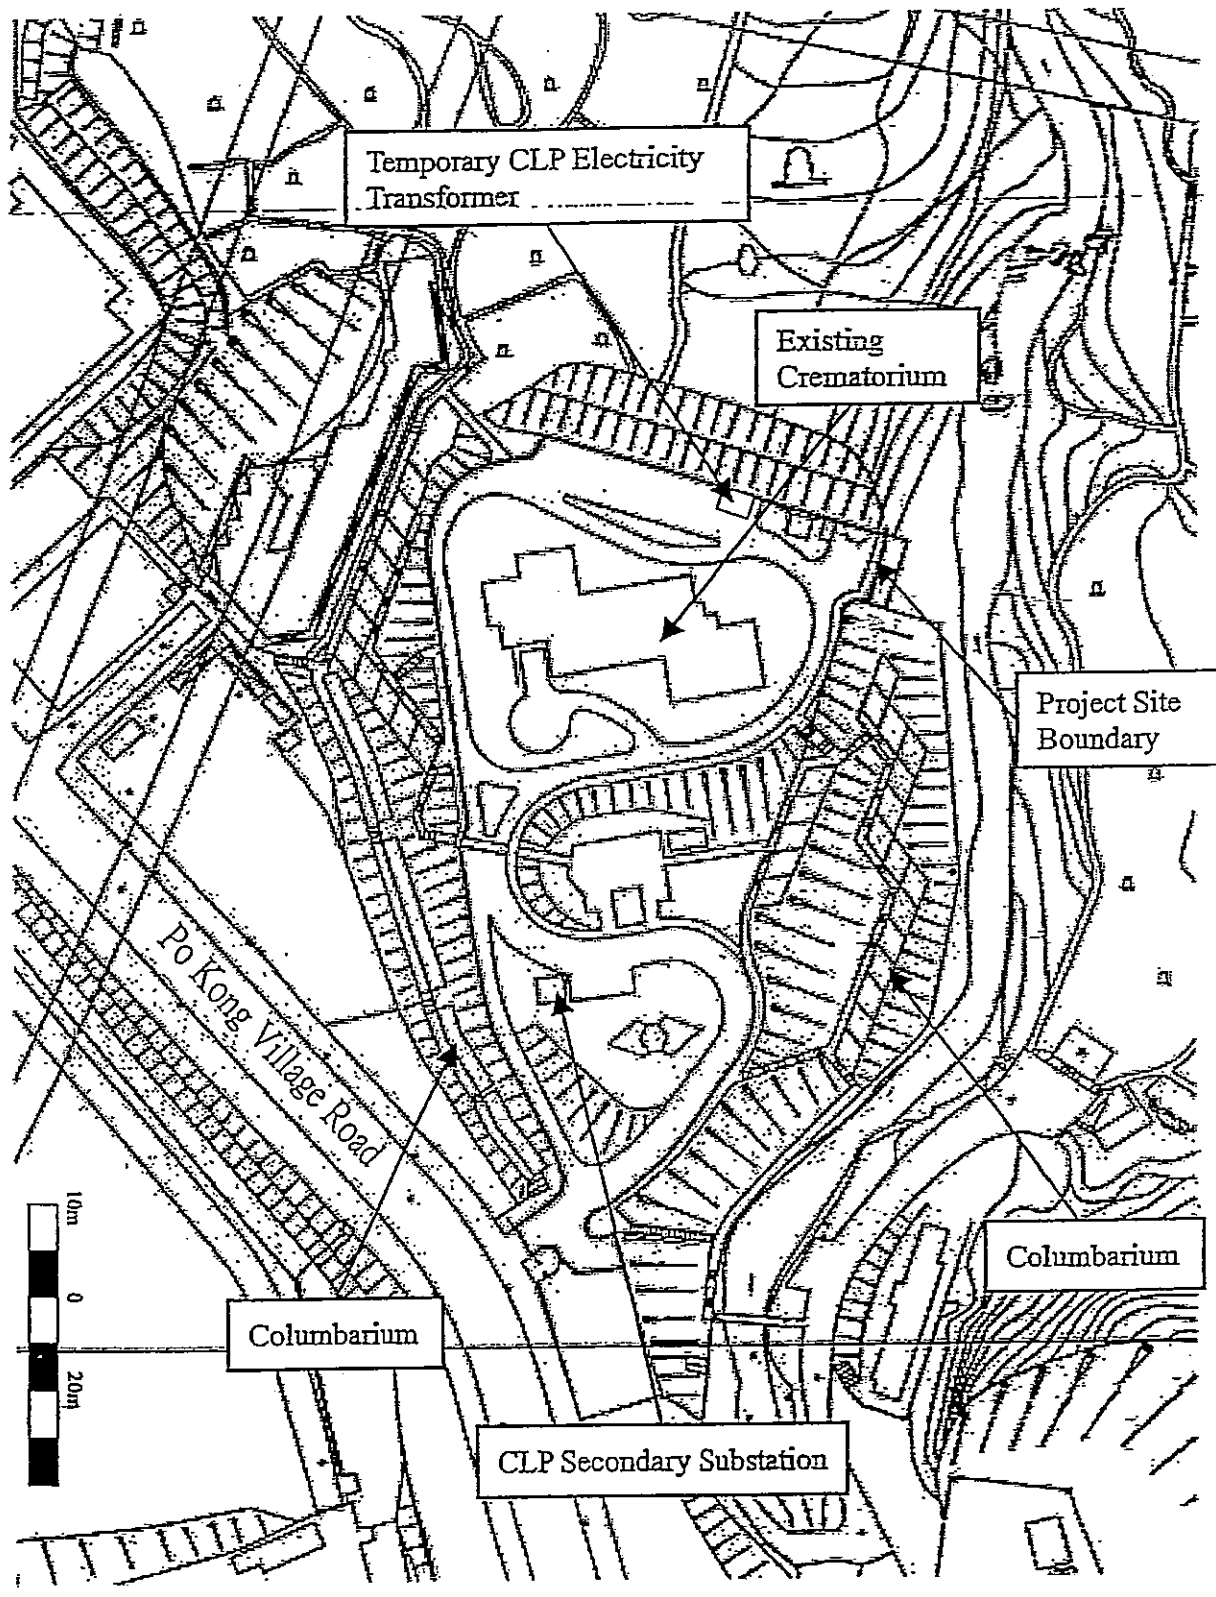 Temporary CLP Electricity
Transformer
Existing
Crematorium
Project Site
Boundary
Po Kong Village Road
Columbarium
Columbarium
CLP Secondary Substation
10m
0
20m